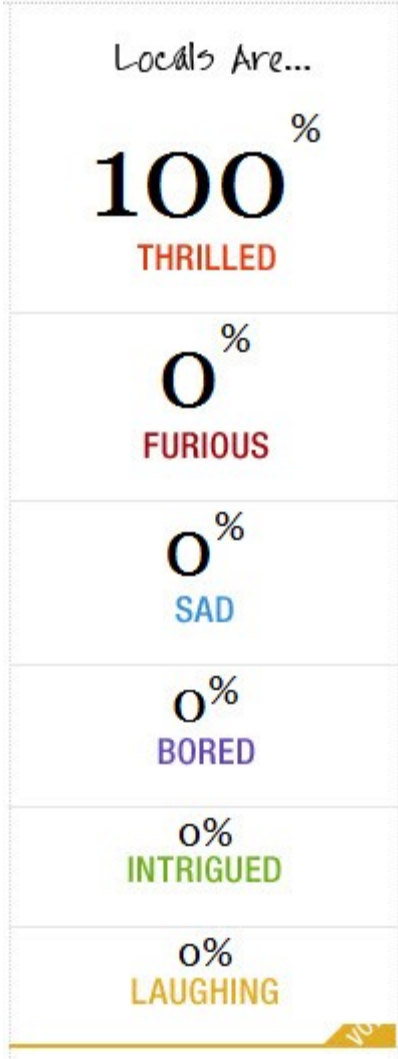 Locals Are...
100%
THRILLED
0%
FURIOUS
0%
SAD
0%
BORED
0%
INTRIGUED
0%
LAUGHING